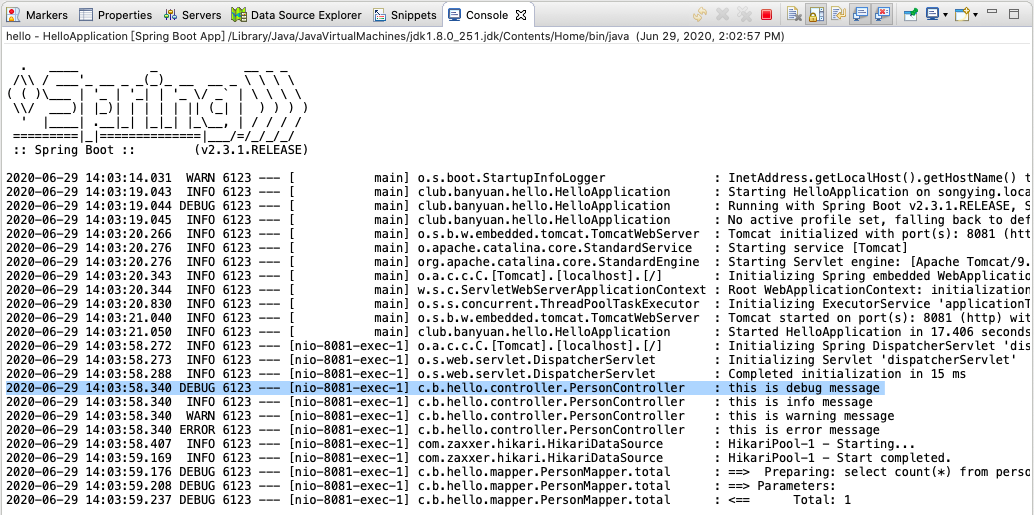 Markers Properties Servers Data Source Explorer Snippets Console
hello - HelloApplication [Spring Boot App] /Library/Java/JavaVirtualMachines/jdk1.8.0_251.jdk/Contents/Home/bin/java (Jun 29, 2020, 2:02:57 PM)
  .   ____          _            __ _ _
 /\\ / ___'_ __ _ _(_)_ __  __ _ \ \ \ \
( ( )\___ | '_ | '_| | '_ \/ _` | \ \ \ \
 \\/  ___)| |_)| | | | | || (_| |  ) ) ) )
  '  |____| .__|_| |_|_| |_\__, | / / / /
 =========|_|==============|___/=/_/_/_/
 :: Spring Boot ::        (v2.3.1.RELEASE)
2020-06-29 14:03:14.031  WARN 6123 --- [           main] o.s.boot.StartupInfoLogger               : InetAddress.getLocalHost().getHostName() t
2020-06-29 14:03:19.043  INFO 6123 --- [           main] club.banyuan.hello.HelloApplication      : Starting HelloApplication on songying.loca
2020-06-29 14:03:19.044 DEBUG 6123 --- [           main] club.banyuan.hello.HelloApplication      : Running with Spring Boot v2.3.1.RELEASE, S
2020-06-29 14:03:19.045  INFO 6123 --- [           main] club.banyuan.hello.HelloApplication      : No active profile set, falling back to def
2020-06-29 14:03:20.266  INFO 6123 --- [           main] o.s.b.w.embedded.tomcat.TomcatWebServer  : Tomcat initialized with port(s): 8081 (htt
2020-06-29 14:03:20.276  INFO 6123 --- [           main] o.apache.catalina.core.StandardService   : Starting service [Tomcat]
2020-06-29 14:03:20.276  INFO 6123 --- [           main] org.apache.catalina.core.StandardEngine  : Starting Servlet engine: [Apache Tomcat/9.
2020-06-29 14:03:20.343  INFO 6123 --- [           main] o.a.c.c.C.[Tomcat].[localhost].[/]       : Initializing Spring embedded WebApplicatio
2020-06-29 14:03:20.344  INFO 6123 --- [           main] w.s.c.ServletWebServerApplicationContext : Root WebApplicationContext: initialization
2020-06-29 14:03:20.830  INFO 6123 --- [           main] o.s.s.concurrent.ThreadPoolTaskExecutor  : Initializing ExecutorService 'applicationT
2020-06-29 14:03:21.040  INFO 6123 --- [           main] o.s.b.w.embedded.tomcat.TomcatWebServer  : Tomcat started on port(s): 8081 (http) wit
2020-06-29 14:03:21.050  INFO 6123 --- [           main] club.banyuan.hello.HelloApplication      : Started HelloApplication in 17.406 seconds
2020-06-29 14:03:58.272  INFO 6123 --- [nio-8081-exec-1] o.a.c.c.C.[Tomcat].[localhost].[/]       : Initializing Spring DispatcherServlet 'dis
2020-06-29 14:03:58.273  INFO 6123 --- [nio-8081-exec-1] o.s.web.servlet.DispatcherServlet        : Initializing Servlet 'dispatcherServlet'
2020-06-29 14:03:58.288  INFO 6123 --- [nio-8081-exec-1] o.s.web.servlet.DispatcherServlet        : Completed initialization in 15 ms
2020-06-29 14:03:58.340 DEBUG 6123 --- [nio-8081-exec-1] c.b.hello.controller.PersonController    : this is debug message
2020-06-29 14:03:58.340  INFO 6123 --- [nio-8081-exec-1] c.b.hello.controller.PersonController    : this is info message
2020-06-29 14:03:58.340  WARN 6123 --- [nio-8081-exec-1] c.b.hello.controller.PersonController    : this is warning message
2020-06-29 14:03:58.340 ERROR 6123 --- [nio-8081-exec-1] c.b.hello.controller.PersonController    : this is error message
2020-06-29 14:03:58.407  INFO 6123 --- [nio-8081-exec-1] com.zaxxer.hikari.HikariDataSource       : HikariPool-1 - Starting...
2020-06-29 14:03:59.169  INFO 6123 --- [nio-8081-exec-1] com.zaxxer.hikari.HikariDataSource       : HikariPool-1 - Start completed.
2020-06-29 14:03:59.176 DEBUG 6123 --- [nio-8081-exec-1] c.b.hello.mapper.PersonMapper.total      : ==>  Preparing: select count(*) from perso
2020-06-29 14:03:59.208 DEBUG 6123 --- [nio-8081-exec-1] c.b.hello.mapper.PersonMapper.total      : ==> Parameters:
2020-06-29 14:03:59.237 DEBUG 6123 --- [nio-8081-exec-1] c.b.hello.mapper.PersonMapper.total      : <==      Total: 1